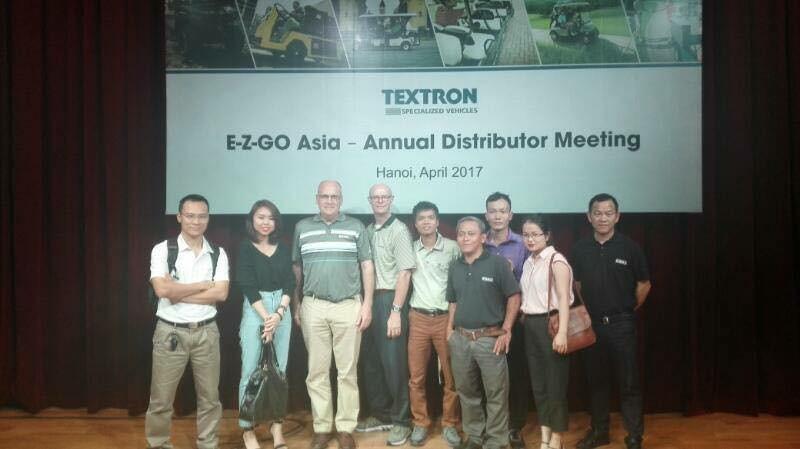 TEXTRON
SPECIALIZED VEHICLES
E-Z-GO Asia – Annual Distributor Meeting
Hanoi, April 2017